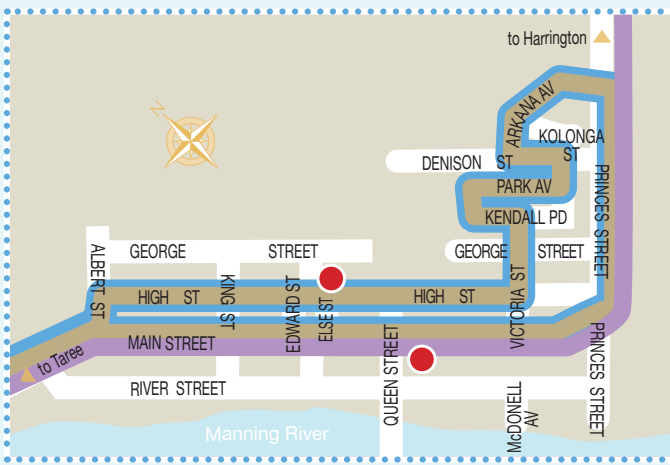 to Harrington
N
ARKANA AV
KOLONGA
ST
DENISON ST
PARK AV
PRINCES STREET
KENDALL PD
GEORGE STREET
GEORGE STREET
ALBERT ST
HIGH ST
KING ST
EDWARD ST
ELSE ST
HIGH ST
VICTORIA ST
MAIN STREET
to Taree
QUEEN STREET
PRINCES STREET
RIVER STREET
McDONELL
AV
Manning River